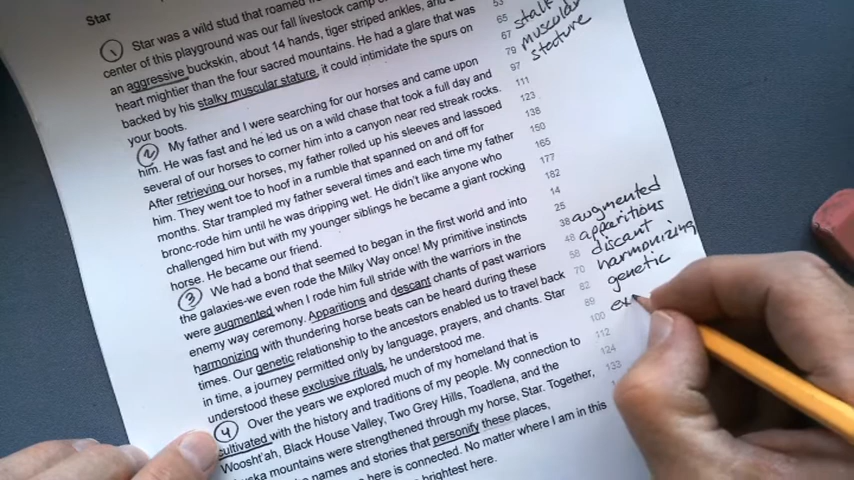 Star
1 Star was a wild stud that roamed
center of this playground was our fall livestock camp
an aggressive buckskin, about 14 hands, tiger striped ankles, and
heart mightier than the four sacred mountains. He had a glare that was
backed by his stalky muscular stature, it could intimidate the spurs on
your boots.
2 My father and I were searching for our horses and came upon
him. He was fast and he led us on a wild chase that took a full day and
several of our horses to corner him into a canyon near red streak rocks.
After retrieving our horses, my father rolled up his sleeves and lassoed
him. They went toe to hoof in a rumble that spanned on and off for
months. Star trampled my father several times and each time my father
bronc-rode him until he was dripping wet. He didn't like anyone who
challenged him but with my younger siblings he became a giant rocking
horse. He became our friend.
3 We had a bond that seemed to began in the first world and into
the galaxies-we even rode the Milky Way once! My primitive instincts
were augmented when I rode him full stride with the warriors in the
enemy way ceremony. Apparitions and descant chants of past warriors
harmonizing with thundering horse beats can be heard during these
times. Our genetic relationship to the ancestors enabled us to travel back
in time, a journey permitted only by language, prayers, and chants. Star
understood these exclusive rituals, he understood me.
4 Over the years we explored much of my homeland that is
cultivated with the history and traditions of my people. My connection to
Woosht'ah, Black House Valley, Two Grey Hills, Toadlena, and the
mountains were strengthened through my horse, Star. Together,
names and stories that personify these places,
here is connected. No matter where I am in this
brightest here.
53
65
67
79
97
111
123
138
150
165
177
182
14
25
38
48
58
70
82
89
100
112
124
133
stalky
muscular
stature
augmented
apparitions
discant
harmonizing
genetic
ex